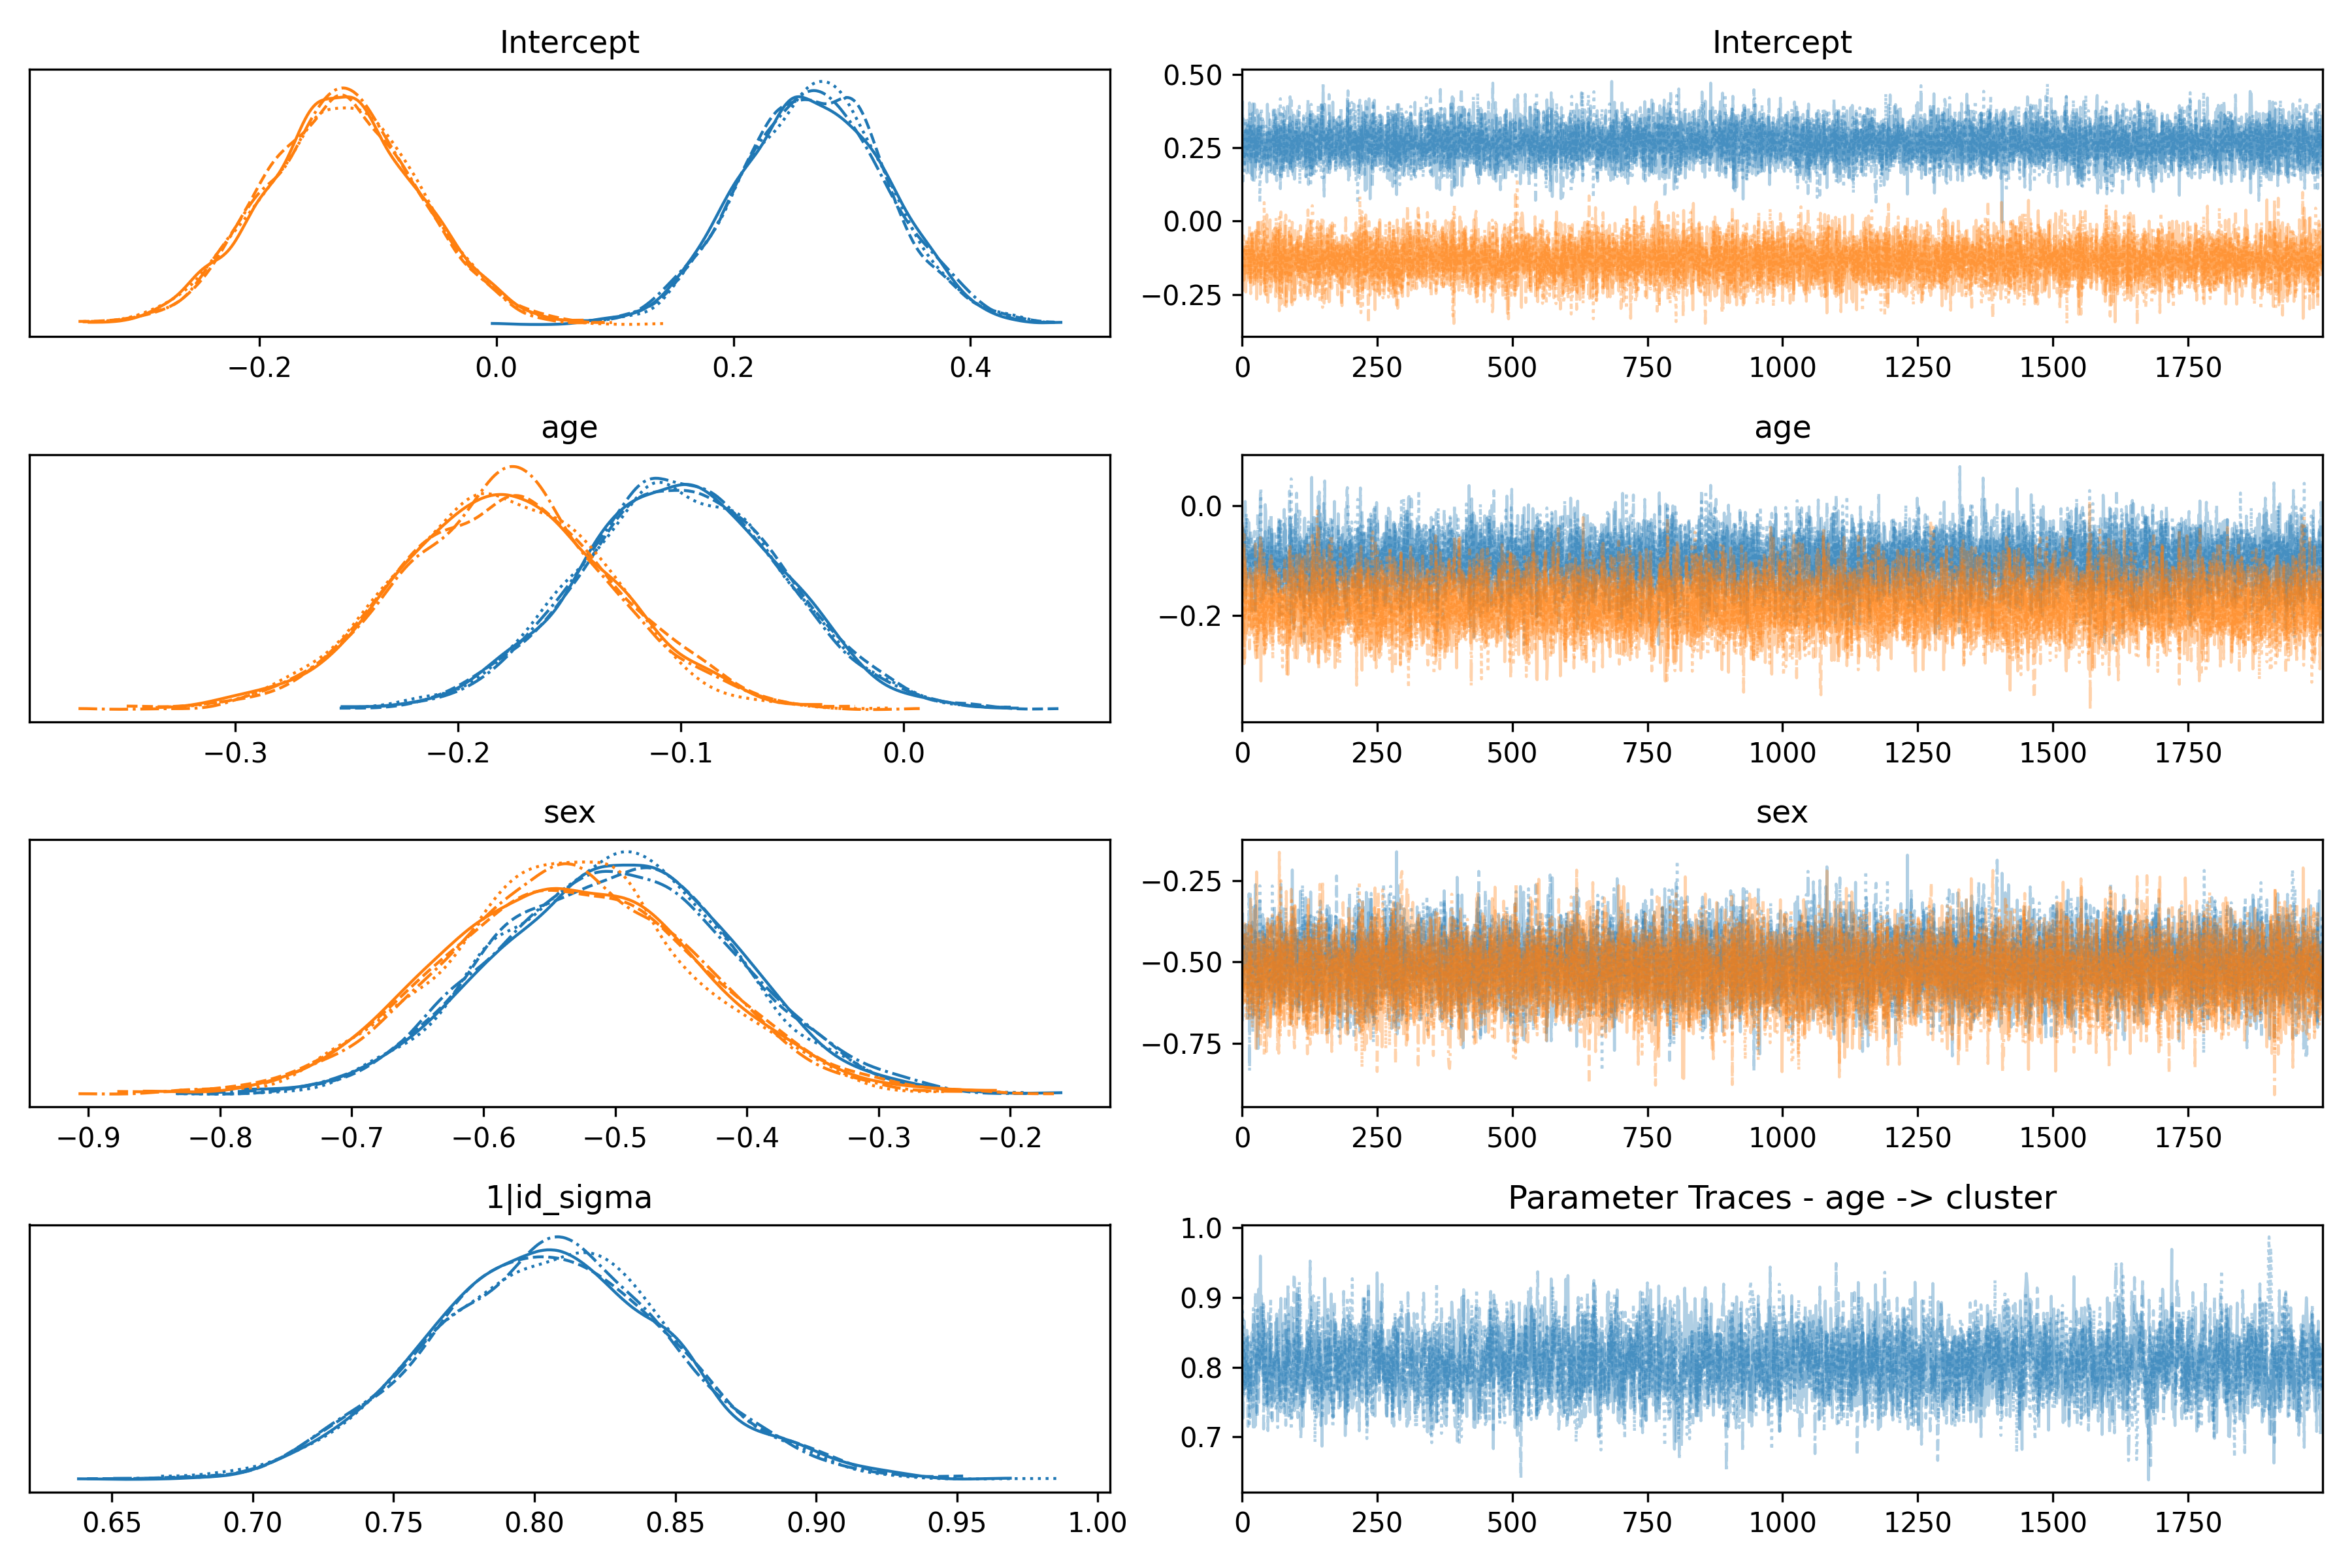 Intercept
−0.2 0.0 0.2 0.4
Intercept
0.50
0.25
0.00
−0.25
0 250 500 750 1000 1250 1500 1750
age
−0.3 −0.2 −0.1 0.0
age
0.0
−0.2
0 250 500 750 1000 1250 1500 1750
sex
−0.9 −0.8 −0.7 −0.6 −0.5 −0.4 −0.3 −0.2
sex
−0.25
−0.50
−0.75
0 250 500 750 1000 1250 1500 1750
1|id_sigma
0.65 0.70 0.75 0.80 0.85 0.90 0.95 1.00
Parameter Traces - age -> cluster
1.0
0.9
0.8
0.7
0 250 500 750 1000 1250 1500 1750